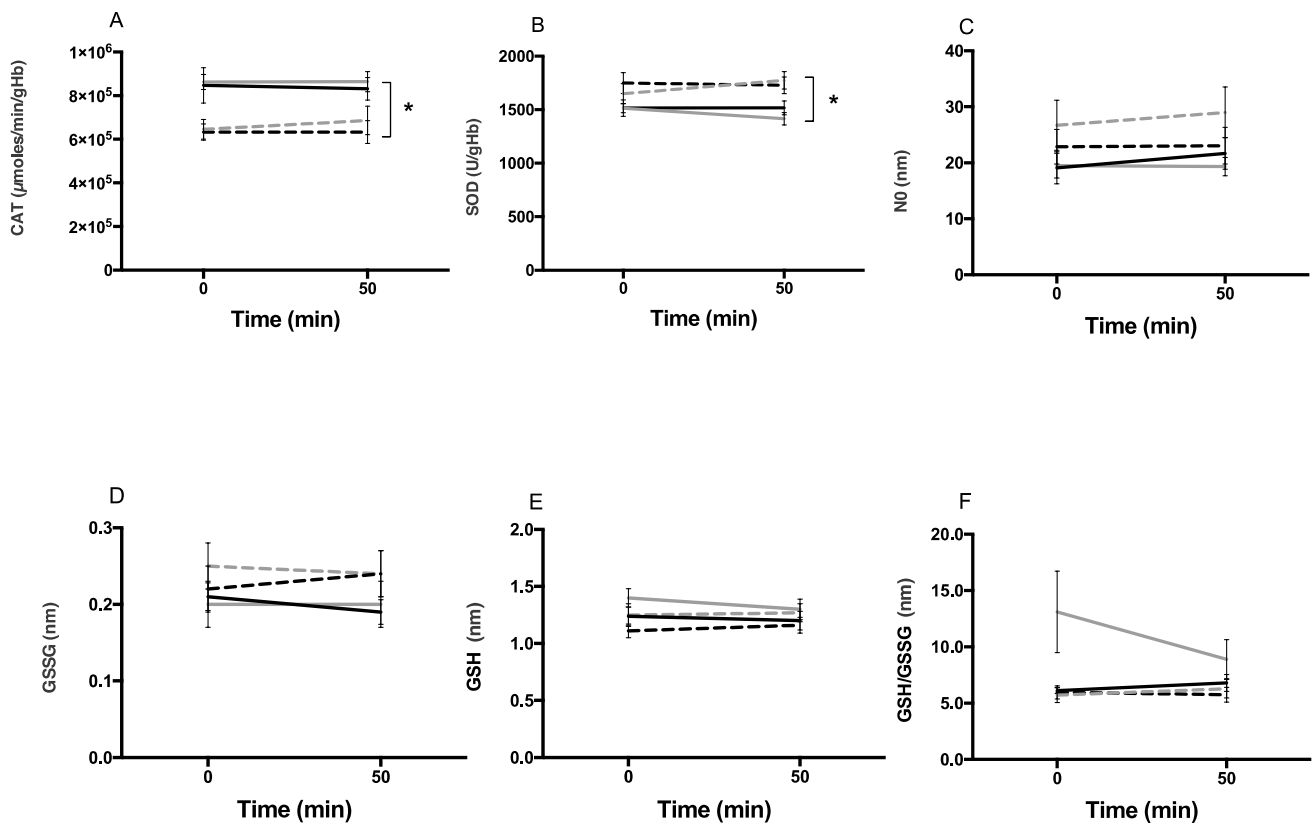 A
CAT (µmoles/min/gHb)
1×10⁶
8×10⁵
6×10⁵
4×10⁵
2×10⁵
0
*
0 50
Time (min)
B
SOD (U/gHb)
2000
1500
1000
500
0
*
0 50
Time (min)
C
N0 (nm)
40
30
20
10
0
0 50
Time (min)
D
GSSG (nm)
0.3
0.2
0.1
0.0
0 50
Time (min)
E
GSH (nm)
2.0
1.5
1.0
0.5
0.0
0 50
Time (min)
F
GSH/GSSG (nm)
20.0
15.0
10.0
5.0
0.0
0 50
Time (min)